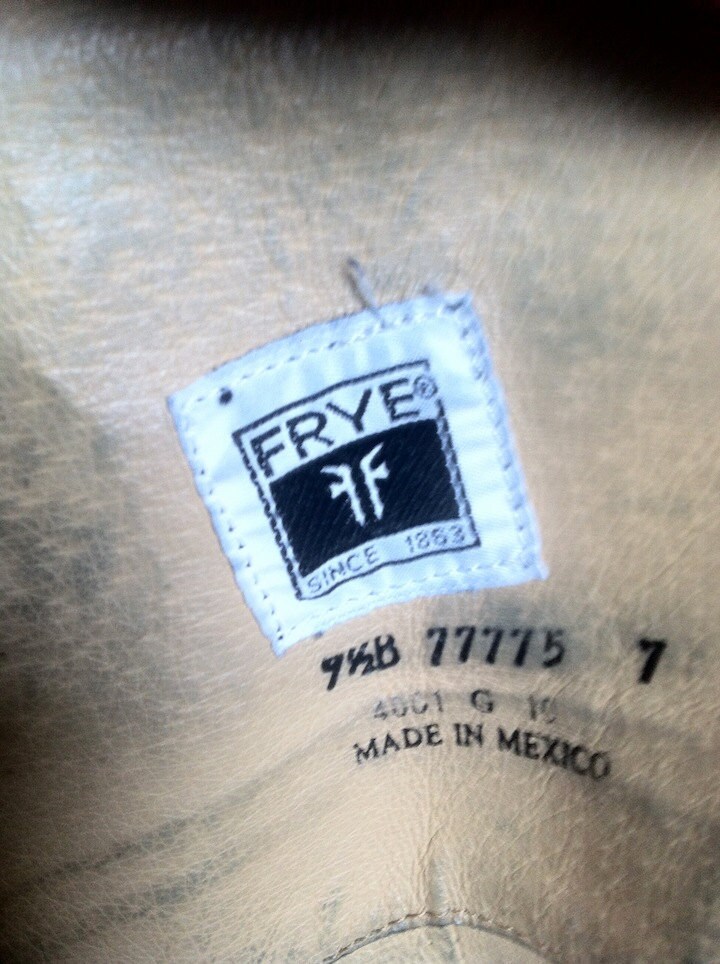 FRYE®
SINCE 1863
9½B 77775 7
MADE IN MEXICO